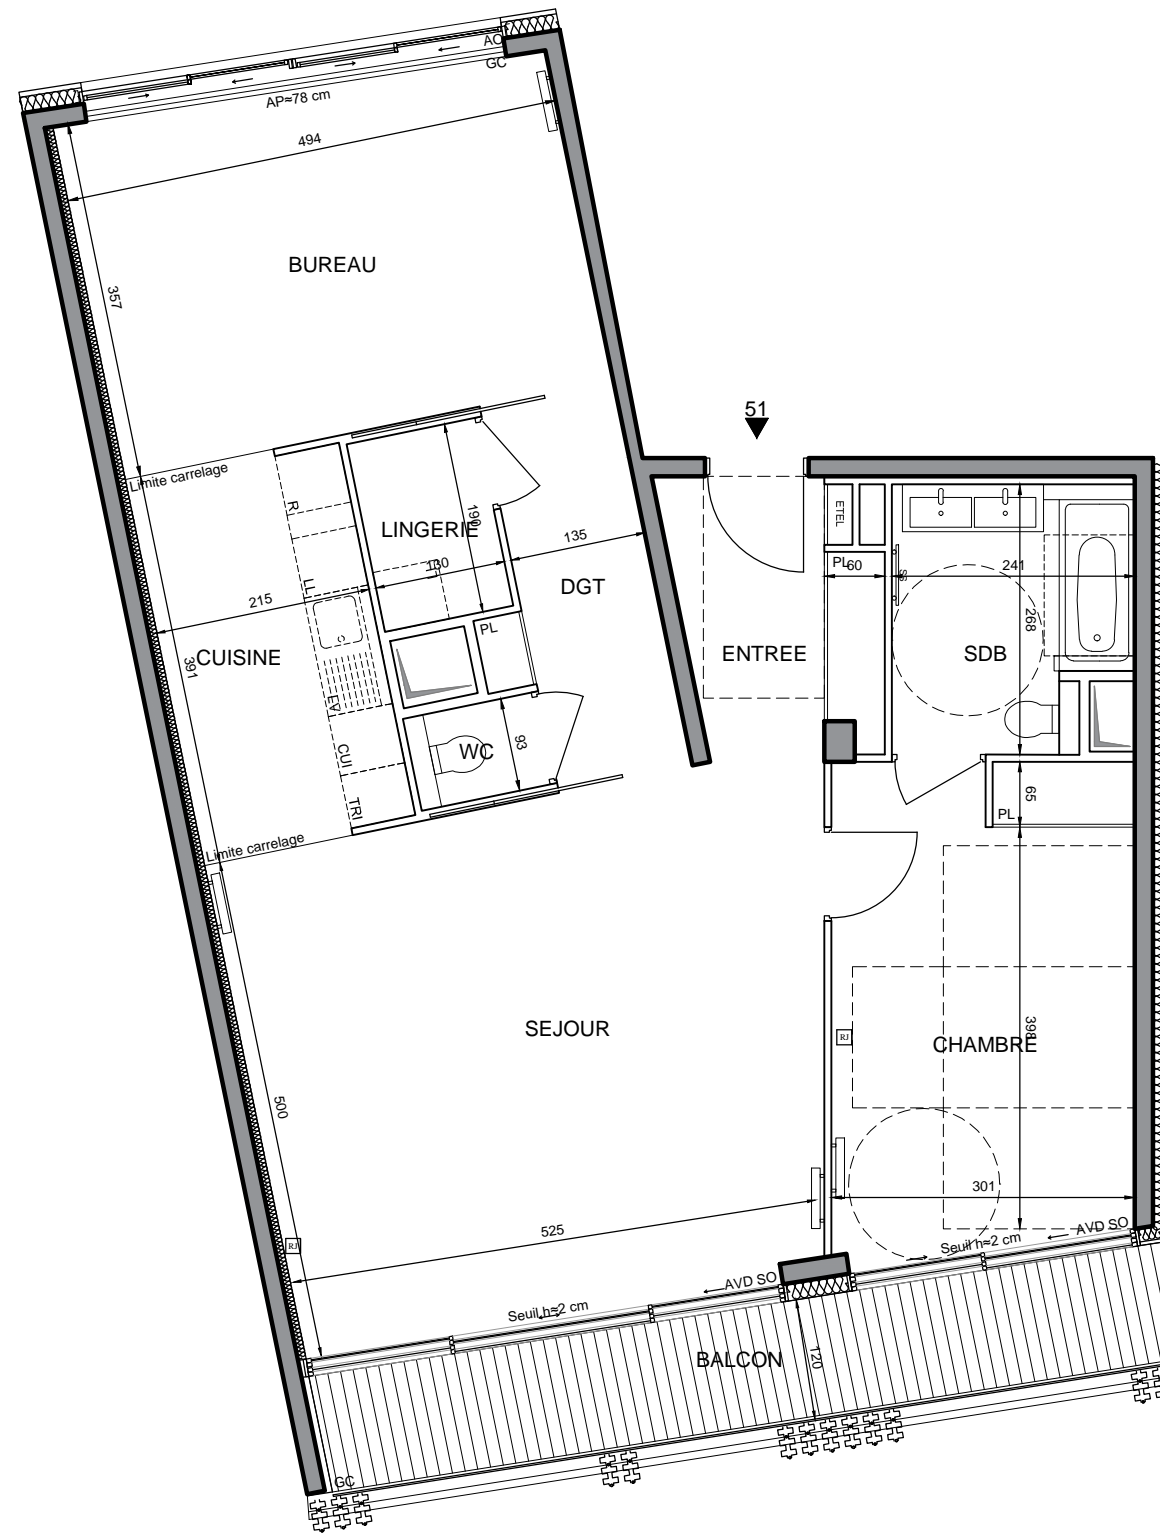 AO
GC
AP≈78 cm
494
BUREAU
357
51
Limite carrelage
R
LINGERIE
190
130
135
DGT
ETEL
PL
60
SS
241
268
LL
215
CUISINE
391
PL
ENTREE
SDB
LV
WC
93
CUI
TRI
65
PL
Limite carrelage
SEJOUR
RJ
CHAMBRE
398
500
301
525
RJ
AVD SO
Seuil h≈2 cm
AVD SO
Seuil h≈2 cm
BALCON
120
GC